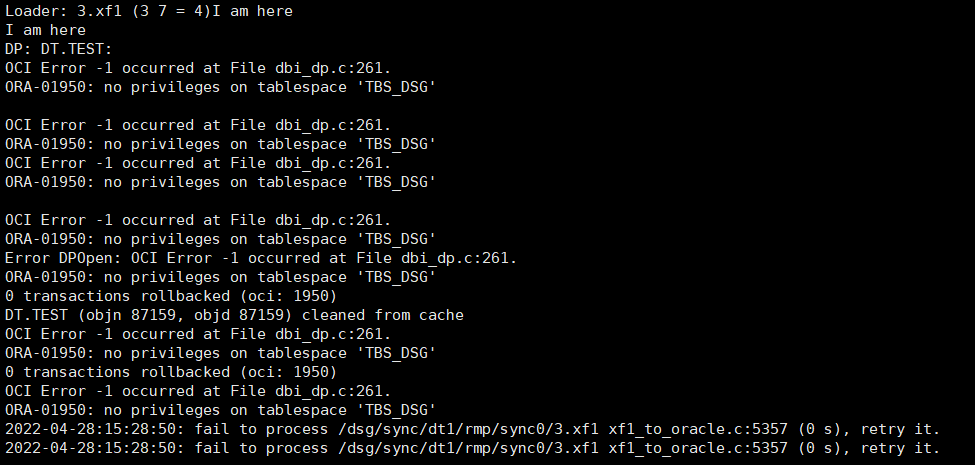 Loader: 3.xf1 (3 7 = 4)I am here
I am here
DP: DT.TEST:
OCI Error -1 occurred at File dbi_dp.c:261.
ORA-01950: no privileges on tablespace 'TBS_DSG'
OCI Error -1 occurred at File dbi_dp.c:261.
ORA-01950: no privileges on tablespace 'TBS_DSG'
OCI Error -1 occurred at File dbi_dp.c:261.
ORA-01950: no privileges on tablespace 'TBS_DSG'
OCI Error -1 occurred at File dbi_dp.c:261.
ORA-01950: no privileges on tablespace 'TBS_DSG'
Error DPOpen: OCI Error -1 occurred at File dbi_dp.c:261.
ORA-01950: no privileges on tablespace 'TBS_DSG'
0 transactions rollbacked (oci: 1950)
DT.TEST (objn 87159, objd 87159) cleaned from cache
OCI Error -1 occurred at File dbi_dp.c:261.
ORA-01950: no privileges on tablespace 'TBS_DSG'
0 transactions rollbacked (oci: 1950)
OCI Error -1 occurred at File dbi_dp.c:261.
ORA-01950: no privileges on tablespace 'TBS_DSG'
2022-04-28:15:28:50: fail to process /dsg/sync/dt1/rmp/sync0/3.xf1 xf1_to_oracle.c:5357 (0 s), retry it.
2022-04-28:15:28:50: fail to process /dsg/sync/dt1/rmp/sync0/3.xf1 xf1_to_oracle.c:5357 (0 s), retry it.